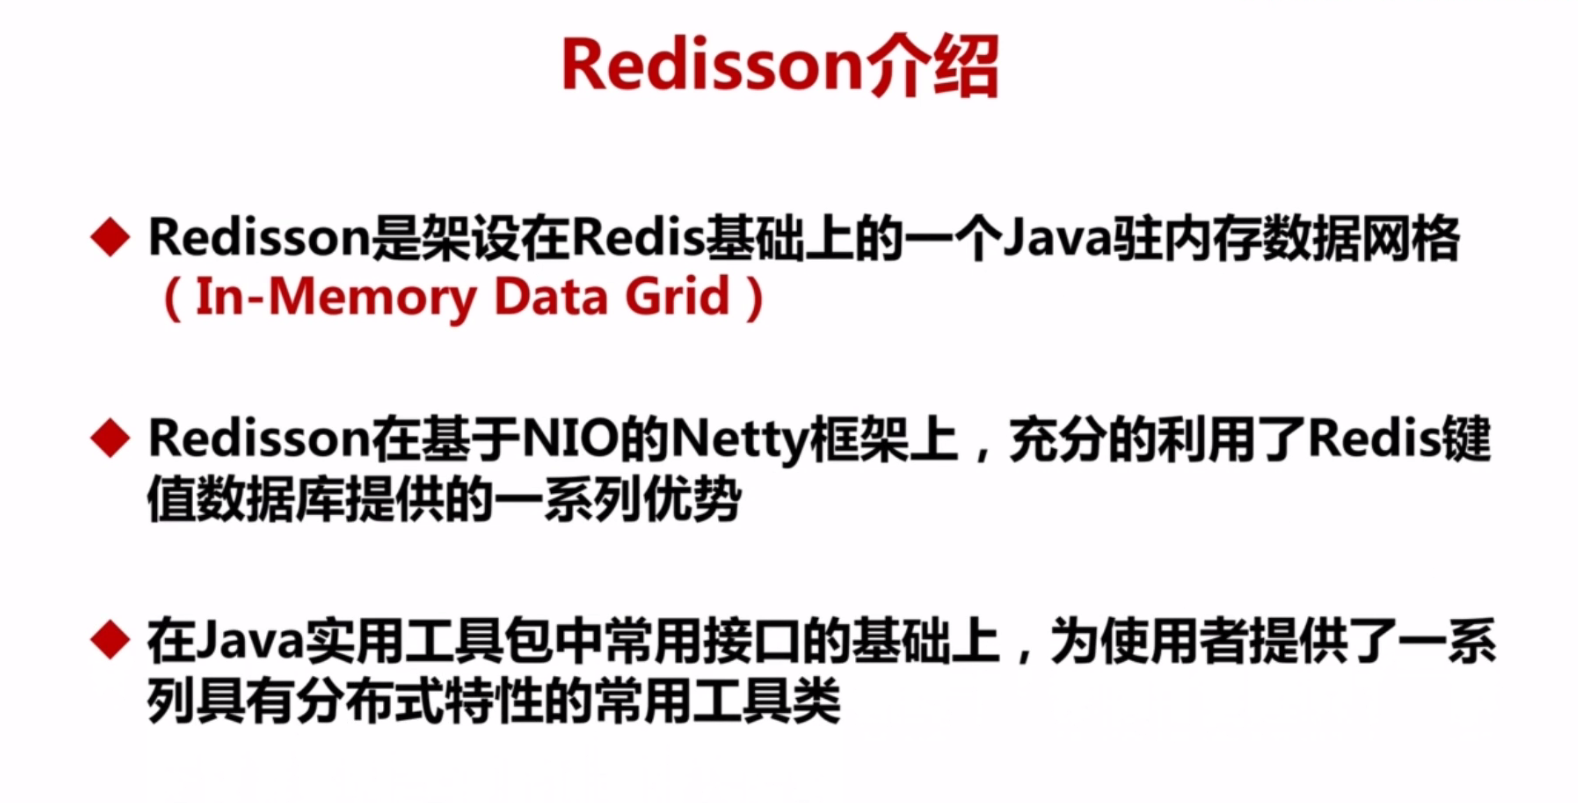 Redisson介绍
Redisson是架设在Redis基础上的一个Java驻内存数据网格
（In-Memory Data Grid）
Redisson在基于NIO的Netty框架上，充分的利用了Redis键
值数据库提供的一系列优势
在Java实用工具包中常用接口的基础上，为使用者提供了一系
列具有分布式特性的常用工具类